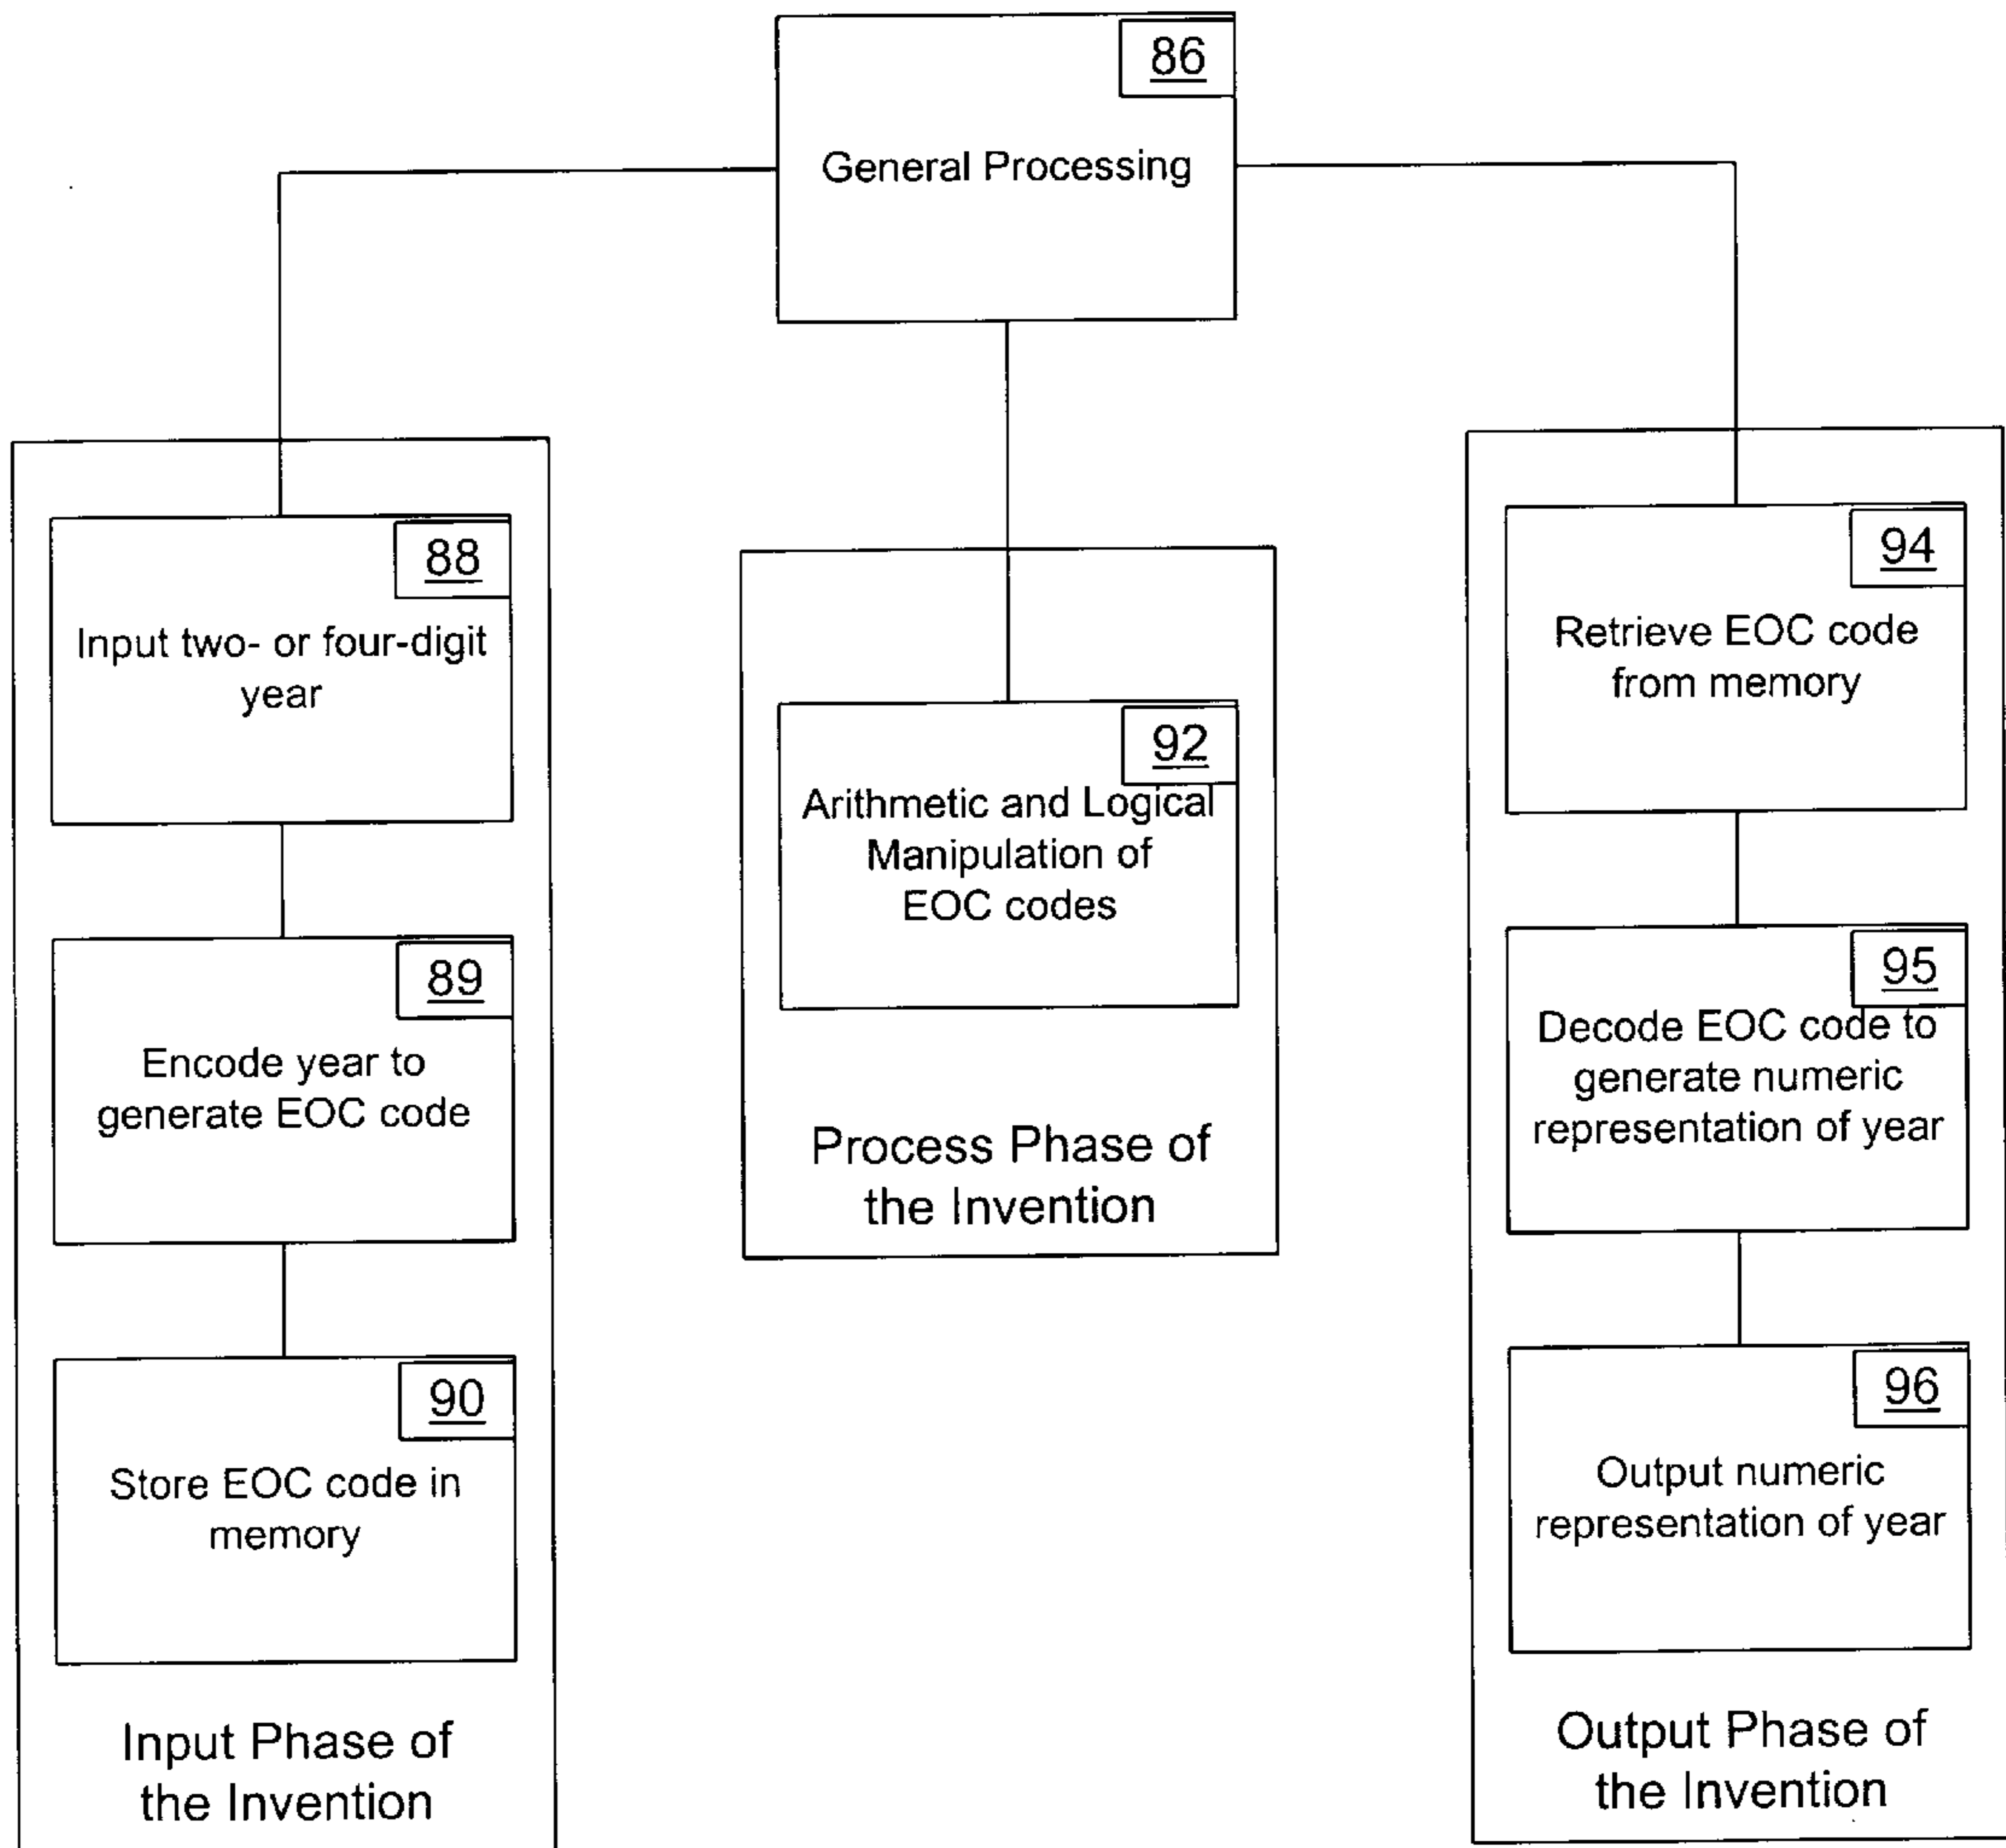 86
General Processing
88
Input two- or four-digit
year
89
Encode year to
generate EOC code
90
Store EOC code in
memory
Input Phase of
the Invention
92
Arithmetic and Logical
Manipulation of
EOC codes
Process Phase of
the Invention
94
Retrieve EOC code
from memory
95
Decode EOC code to
generate numeric
representation of year
96
Output numeric
representation of year
Output Phase of
the Invention